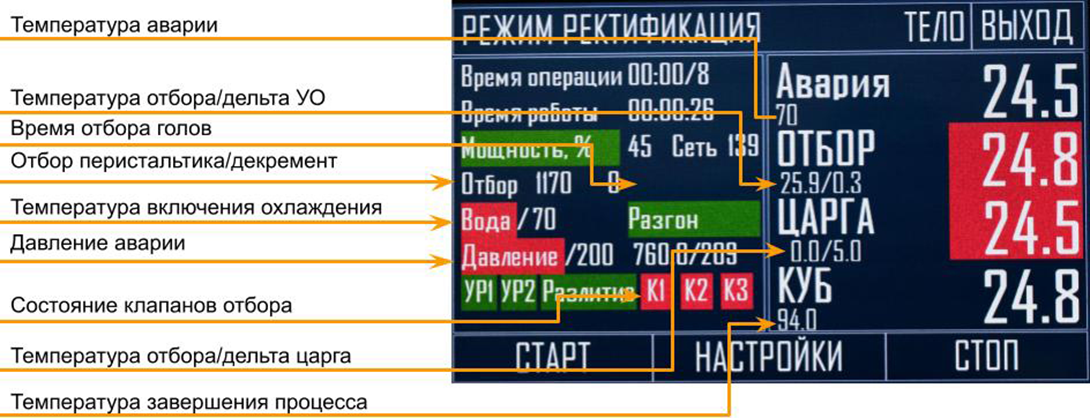 Температура аварии
Температура отбора/дельта УО
Время отбора голов
Отбор перистальтика/декремент
Температура включения охлаждения
Давление аварии
Состояние клапанов отбора
Температура отбора/дельта царга
Температура завершения процесса
РЕЖИМ РЕКТИФИКАЦИЯ ТЕЛО ВЫХОД
Время операции 00:00/8
Время работы 00:00:26
Мощность, % 45 Сеть 139
Отбор 1170 0
Вода / 70 Разгон
Давление /200 760.0/209
УР1 УР2 Разлитие К1 К2 К3
Авария 24.5
70
ОТБОР 24.8
25.9/0.3
ЦАРГА 24.5
0.0/5.0
КУБ 24.8
94.0
СТАРТ НАСТРОЙКИ СТОП